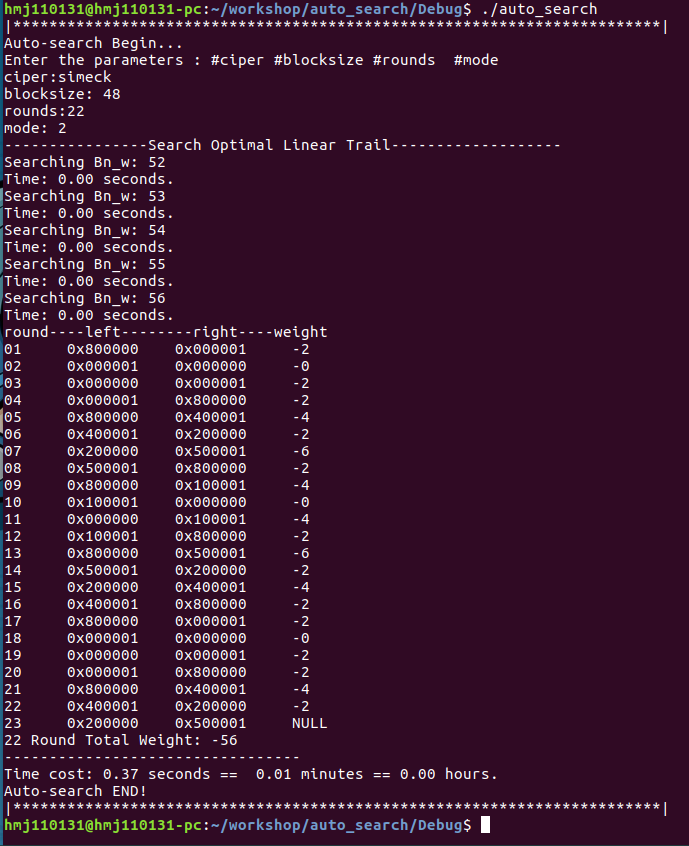 hmj110131@hmj110131-pc:~/workshop/auto_search/Debug$ ./auto_search
|**************************************************************************|
Auto-search Begin...
Enter the parameters : #ciper #blocksize #rounds  #mode
ciper:simeck
blocksize: 48
rounds:22
mode: 2
----------------Search Optimal Linear Trail-------------------
Searching Bn_w: 52
Time: 0.00 seconds.
Searching Bn_w: 53
Time: 0.00 seconds.
Searching Bn_w: 54
Time: 0.00 seconds.
Searching Bn_w: 55
Time: 0.00 seconds.
Searching Bn_w: 56
Time: 0.00 seconds.
round----left--------right----weight
01     0x800000    0x000001     -2
02     0x000001    0x000000     -0
03     0x000000    0x000001     -2
04     0x000001    0x800000     -2
05     0x800000    0x400001     -4
06     0x400001    0x200000     -2
07     0x200000    0x500001     -6
08     0x500001    0x800000     -2
09     0x800000    0x100001     -4
10     0x100001    0x000000     -0
11     0x000000    0x100001     -4
12     0x100001    0x800000     -2
13     0x800000    0x500001     -6
14     0x500001    0x200000     -2
15     0x200000    0x400001     -4
16     0x400001    0x800000     -2
17     0x800000    0x000001     -2
18     0x000001    0x000000     -0
19     0x000000    0x000001     -2
20     0x000001    0x800000     -2
21     0x800000    0x400001     -4
22     0x400001    0x200000     -2
23     0x200000    0x500001     NULL
22 Round Total Weight: -56
----------------------------------
Time cost: 0.37 seconds ==  0.01 minutes == 0.00 hours.
Auto-search END!
|**************************************************************************|
hmj110131@hmj110131-pc:~/workshop/auto_search/Debug$